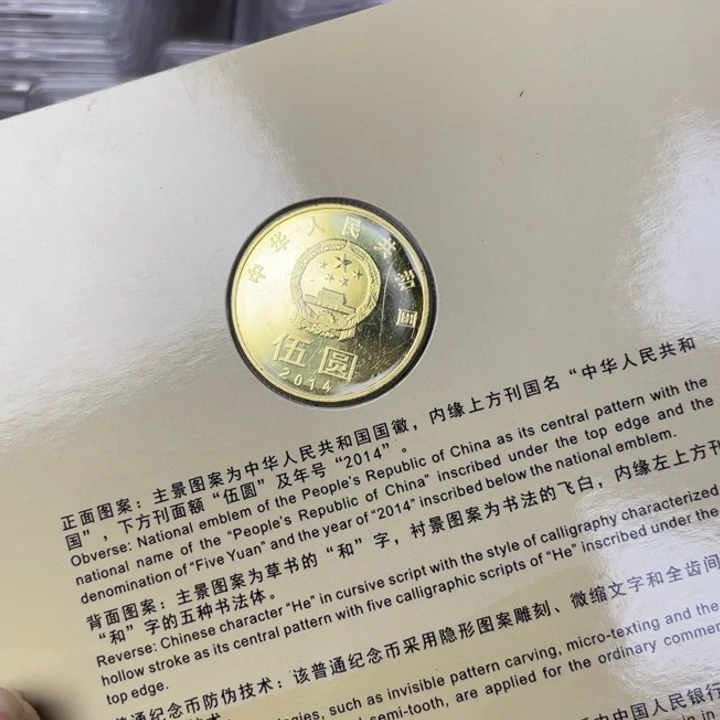 中华人民共和国
伍圆
2014
正面图案：主景图案为中华人民共和国国徽，内缘上方刊国名“中华人民共和
国”，下方刊面额“伍圆”及年号“2014”。
Obverse: National emblem of the People's Republic of China as its central pattern with the
national name of the “People's Republic of China” inscribed under the top edge and the
denomination of “Five Yuan” and the year of “2014” inscribed below the national emblem.
背面图案：主景图案为草书的“和”字，衬景图案为书法的飞白，内缘左上方刊
“和”字的五种书法体。
Reverse: Chinese character “He” in cursive script with the style of calligraphy characterized
hollow stroke as its central pattern with five calligraphic scripts of “He” inscribed under the
top edge.
普通纪念币防伪技术：该普通纪念币采用隐形图案雕刻、微缩文字和全齿间
such as invisible pattern carving, micro-texting and the
semi-tooth, are applied for the ordinary commem
中国人民银行